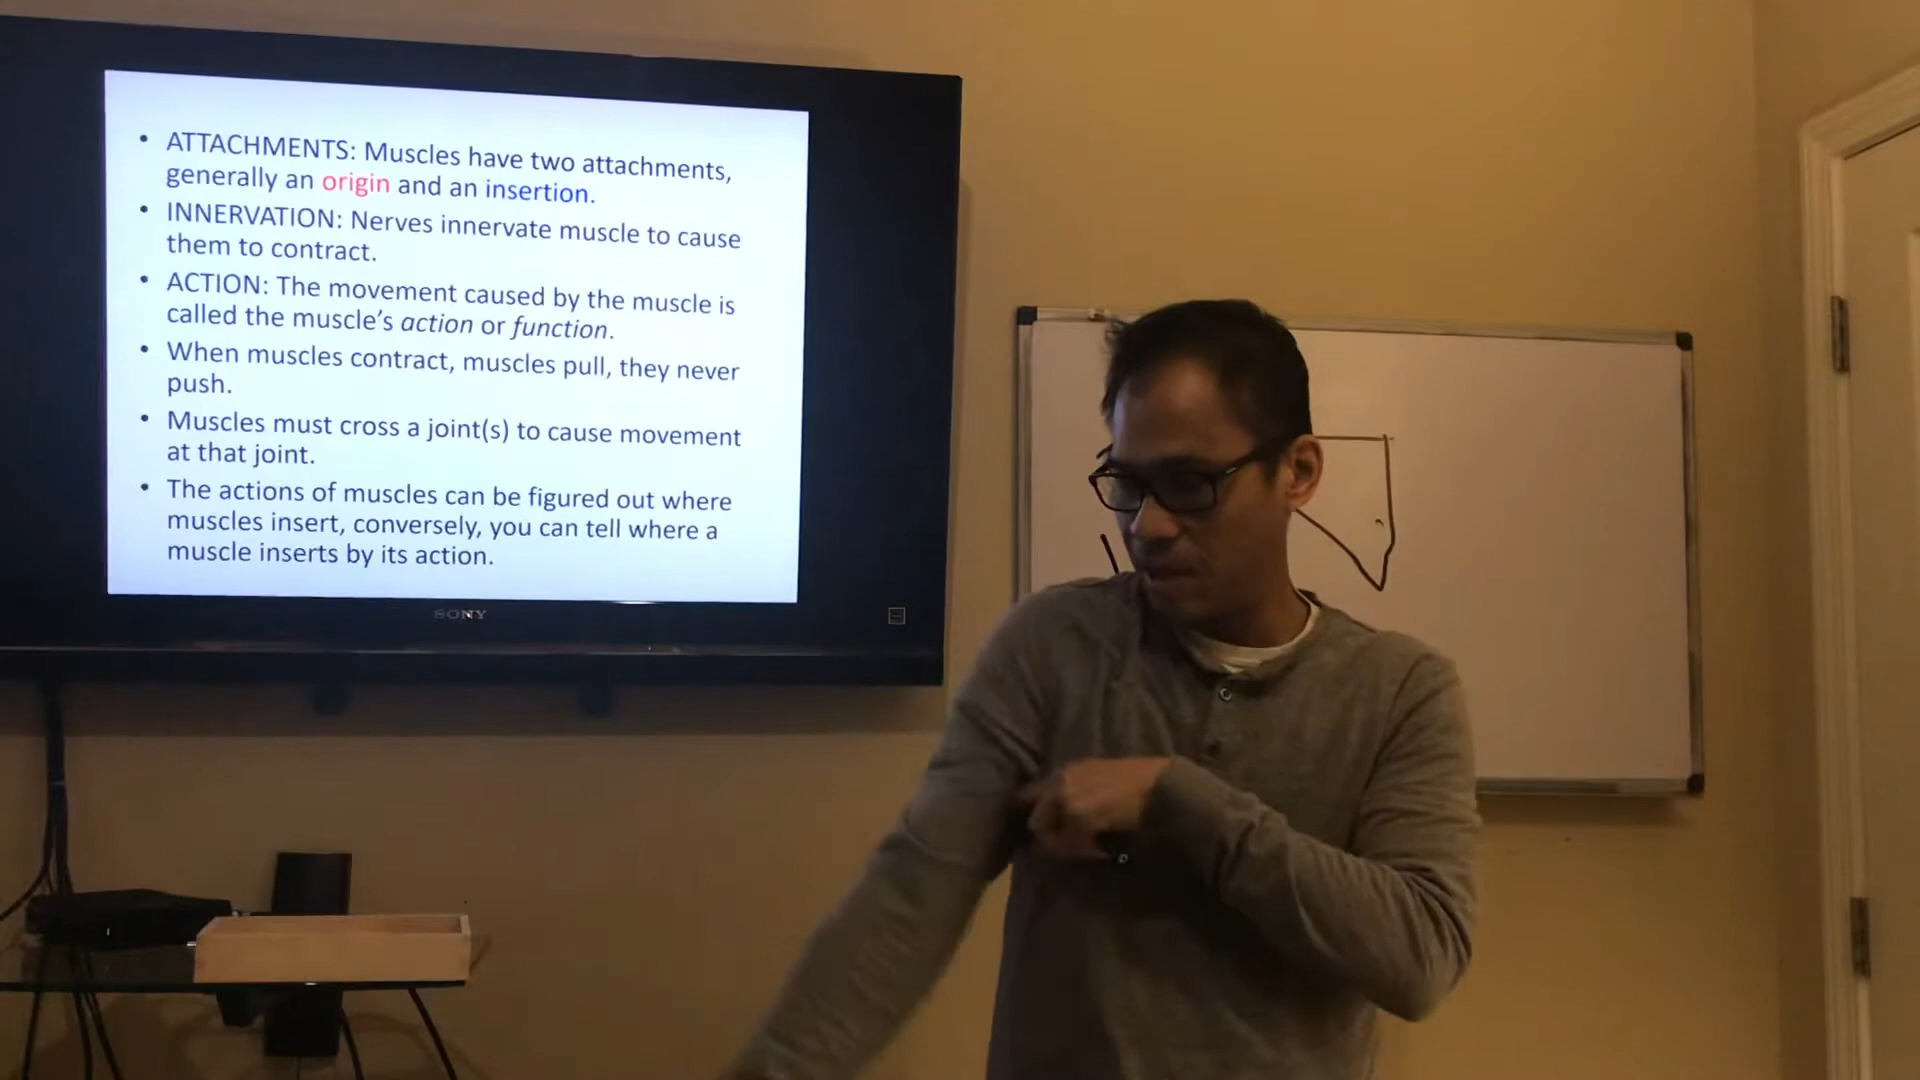 • ATTACHMENTS: Muscles have two attachments,
generally an origin and an insertion.
• INNERVATION: Nerves innervate muscle to cause
them to contract.
• ACTION: The movement caused by the muscle is
called the muscle's action or function.
• When muscles contract, muscles pull, they never
push.
• Muscles must cross a joint(s) to cause movement
at that joint.
• The actions of muscles can be figured out where
muscles insert, conversely, you can tell where a
muscle inserts by its action.
SONY